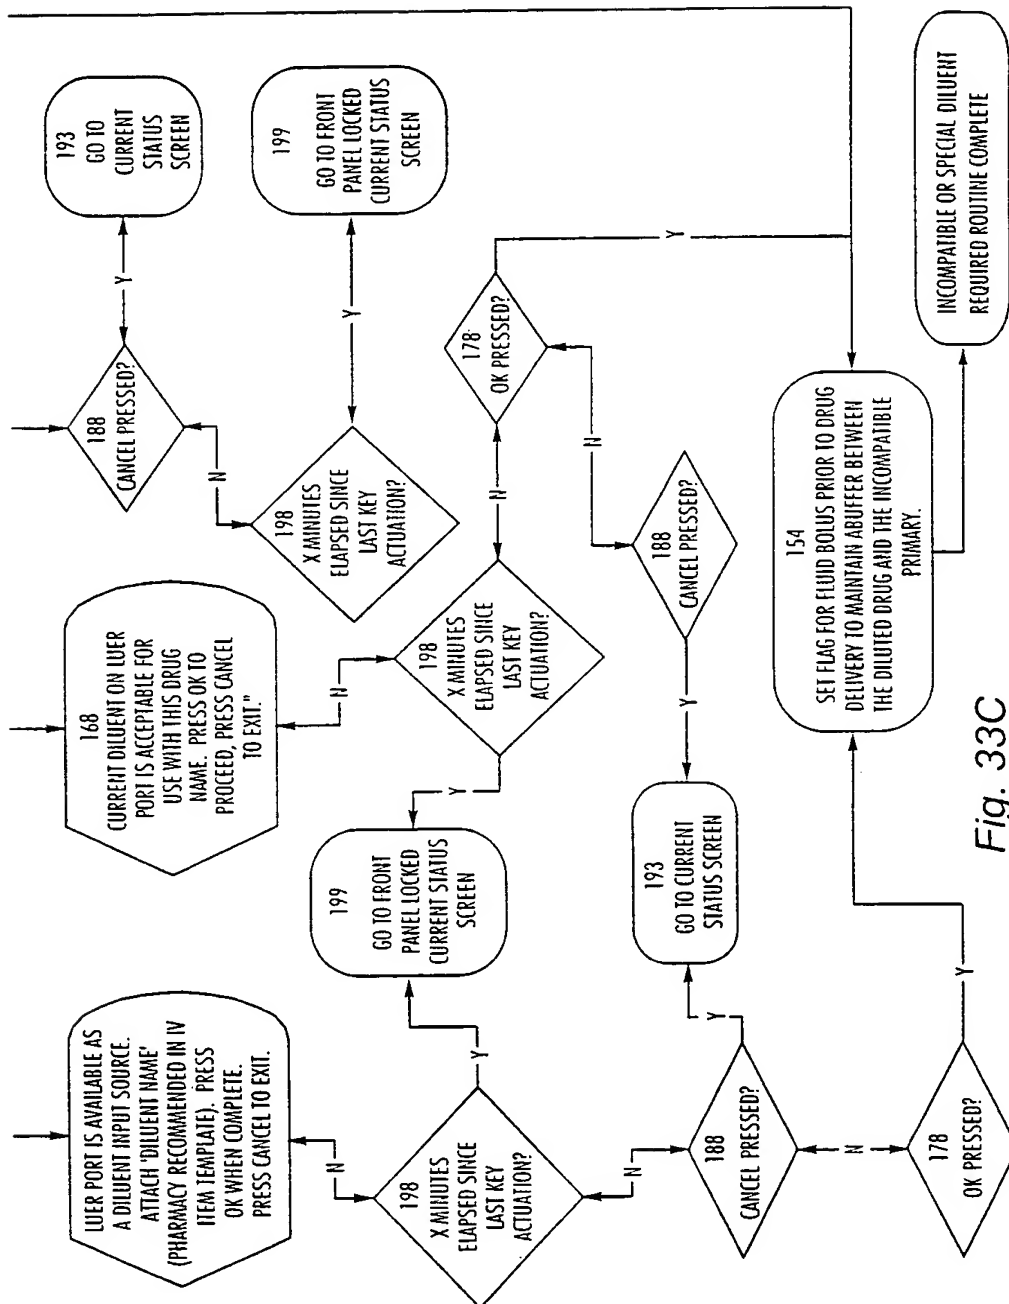 193
GO TO
CURRENT
STATUS
SCREEN
Y
188
CANCEL PRESSED?
N
199
GO TO FRONT
PANEL LOCKED
CURRENT STATUS
SCREEN
Y
198
X MINUTES
ELAPSED SINCE
LAST KEY
ACTUATION?
168
CURRENT DILUENT ON LUER
PORT IS ACCEPTABLE FOR
USE WITH THIS DRUG
NAME. PRESS OK TO
PROCEED, PRESS CANCEL
TO EXIT."
N
198
X MINUTES
ELAPSED SINCE
LAST KEY
ACTUATION?
N
178
OK PRESSED?
Y
N
188
CANCEL PRESSED?
Y
Y
199
GO TO FRONT
PANEL LOCKED
CURRENT STATUS
SCREEN
193
GO TO CURRENT
STATUS SCREEN
LUER PORT IS AVAILABLE AS
A DILUENT INPUT SOURCE.
ATTACH 'DILUENT NAME'
(PHARMACY RECOMMENDED IN IV
ITEM TEMPLATE). PRESS
OK WHEN COMPLETE.
PRESS CANCEL TO EXIT.
N
198
X MINUTES
ELAPSED SINCE
LAST KEY
ACTUATION?
Y
N
188
CANCEL PRESSED?
Y
N
178
OK PRESSED?
Y
154
SET FLAG FOR FLUID BOLUS PRIOR TO DRUG
DELIVERY TO MAINTAIN ABUFFER BETWEEN
THE DILUTED DRUG AND THE INCOMPATIBLE
PRIMARY.
INCOMPATIBLE OR SPECIAL DILUENT
REQUIRED ROUTINE COMPLETE
Fig. 33C